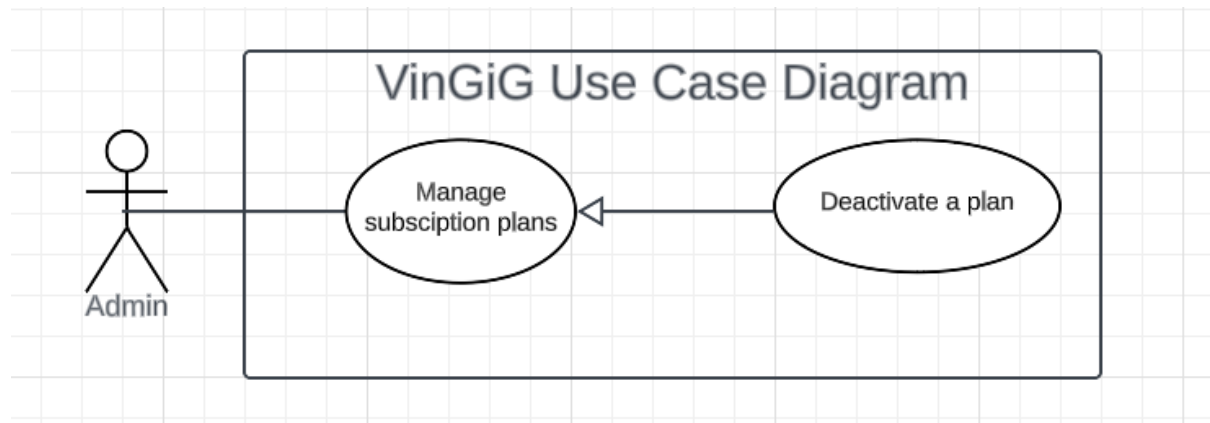 VinGiG Use Case Diagram
Manage
subsciption plans
Deactivate a plan
Admin